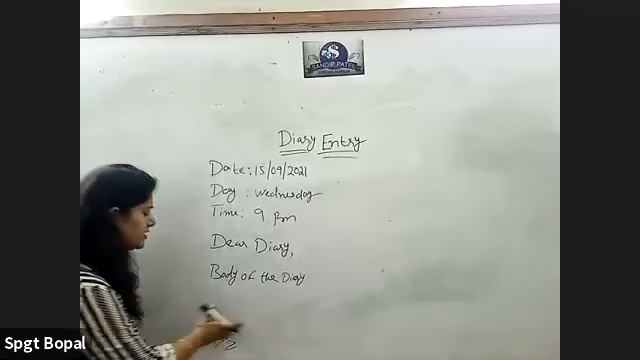 SANDIP PATEL
Diary Entry
Date: 15/09/2021
Day : Wednesday
Time: 9 pm
Dear Diary,
Body of the Diary
Spgt Bopal